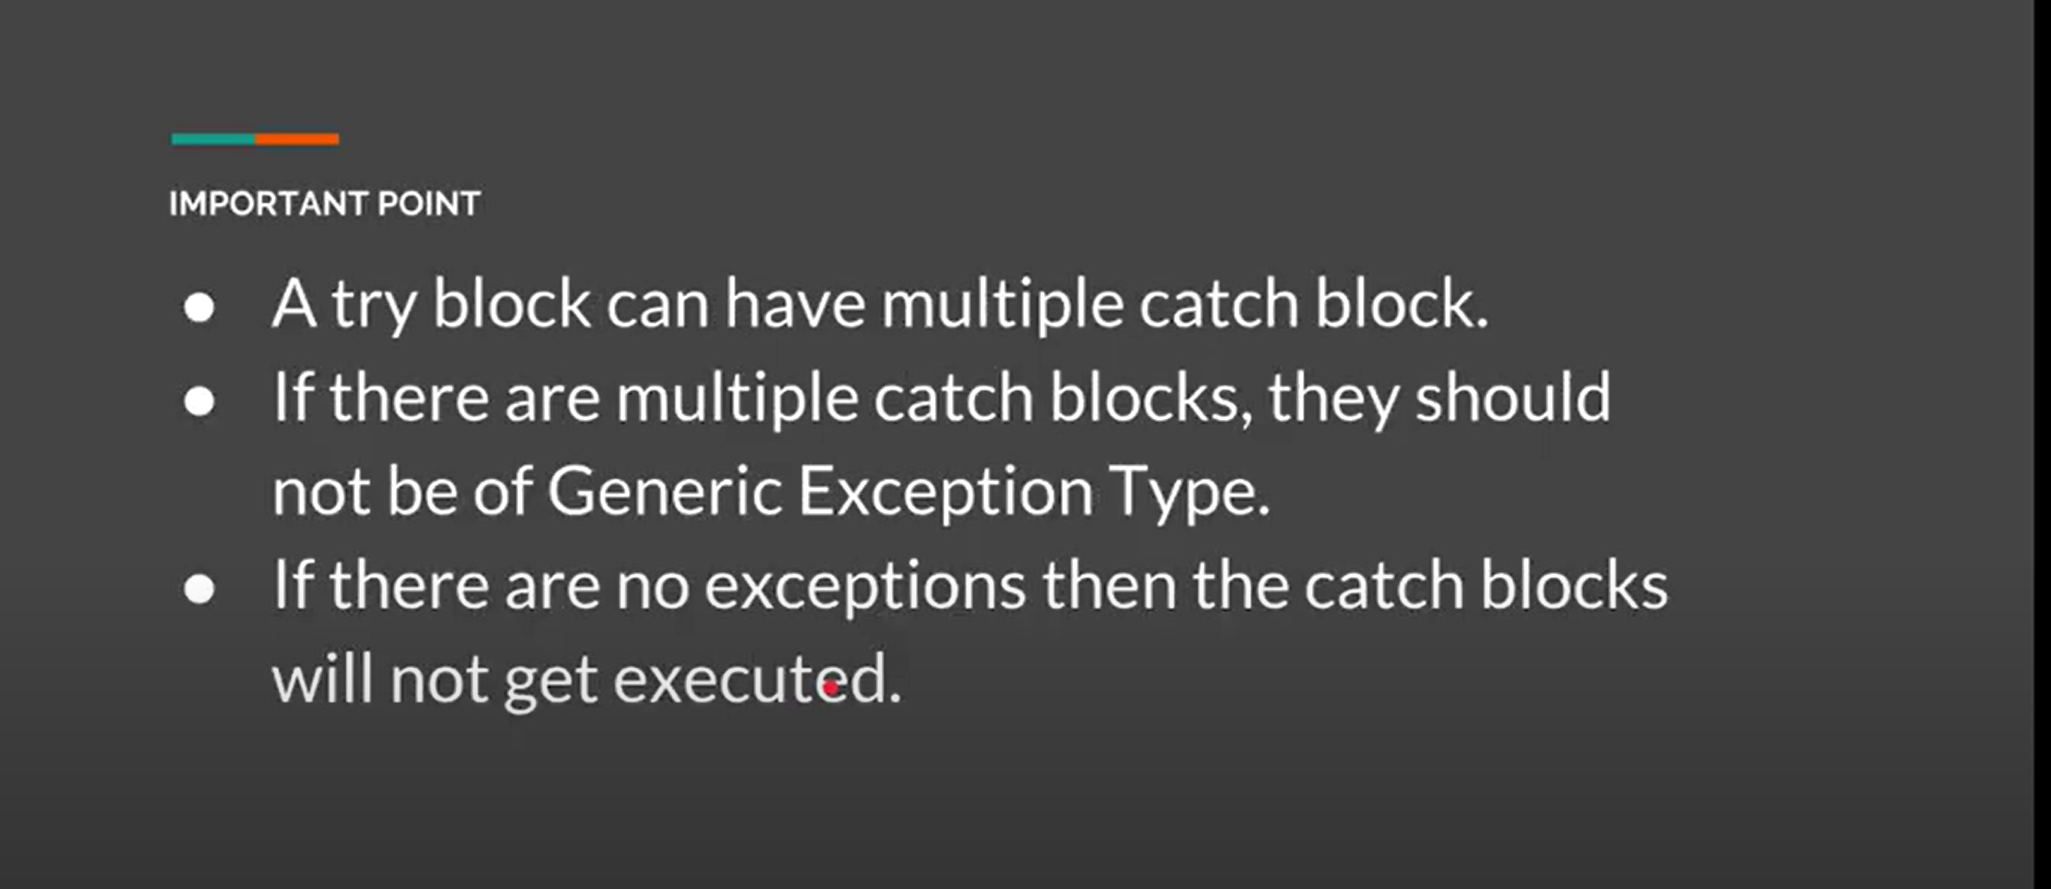 IMPORTANT POINT
● A try block can have multiple catch block.
● If there are multiple catch blocks, they should
not be of Generic Exception Type.
● If there are no exceptions then the catch blocks
will not get executed.